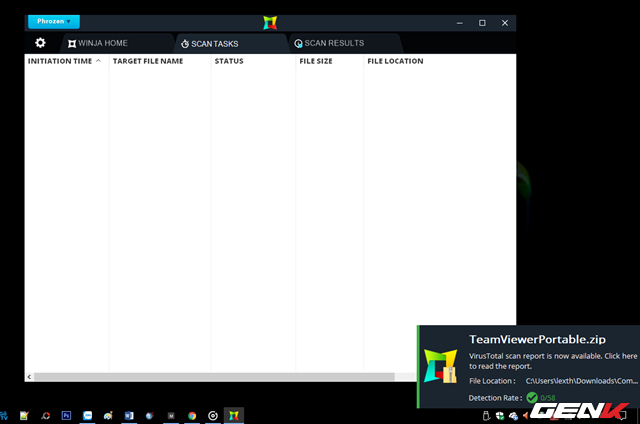 Phrozen
WINJA HOME
SCAN TASKS
SCAN RESULTS
INITIATION TIME
TARGET FILE NAME
STATUS
FILE SIZE
FILE LOCATION
TeamViewerPortable.zip
VirusTotal scan report is now available. Click here
to read the report.
File Location : C:\Users\lexth\Downloads\Com...
Detection Rate : 0/58
Ps
GENK